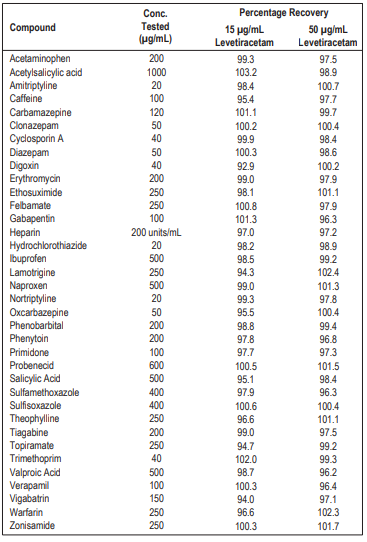 Compound Conc. Tested (µg/mL) Percentage Recovery
15 µg/mL Levetiracetam 50 µg/mL Levetiracetam
Acetaminophen 200 99.3 97.5
Acetylsalicylic acid 1000 103.2 98.9
Amitriptyline 20 98.4 100.7
Caffeine 100 95.4 97.7
Carbamazepine 120 101.1 99.7
Clonazepam 50 100.2 100.4
Cyclosporin A 40 99.9 98.4
Diazepam 50 100.3 98.6
Digoxin 40 92.9 100.2
Erythromycin 200 99.0 97.9
Ethosuximide 250 98.1 101.1
Felbamate 250 100.8 97.9
Gabapentin 100 101.3 96.3
Heparin 200 units/mL 97.0 97.2
Hydrochlorothiazide 20 98.2 98.9
Ibuprofen 500 98.5 99.2
Lamotrigine 250 94.3 102.4
Naproxen 500 99.0 101.3
Nortriptyline 20 99.3 97.8
Oxcarbazepine 50 95.5 100.4
Phenobarbital 200 98.8 99.4
Phenytoin 200 97.8 96.8
Primidone 100 97.7 97.3
Probenecid 600 100.5 101.5
Salicylic Acid 500 95.1 98.4
Sulfamethoxazole 400 97.9 96.3
Sulfisoxazole 400 100.6 100.4
Theophylline 250 96.6 101.1
Tiagabine 200 99.0 97.5
Topiramate 250 94.7 99.2
Trimethoprim 40 102.0 99.3
Valproic Acid 500 98.7 96.2
Verapamil 100 100.3 96.4
Vigabatrin 150 94.0 97.1
Warfarin 250 96.6 102.3
Zonisamide 250 100.3 101.7